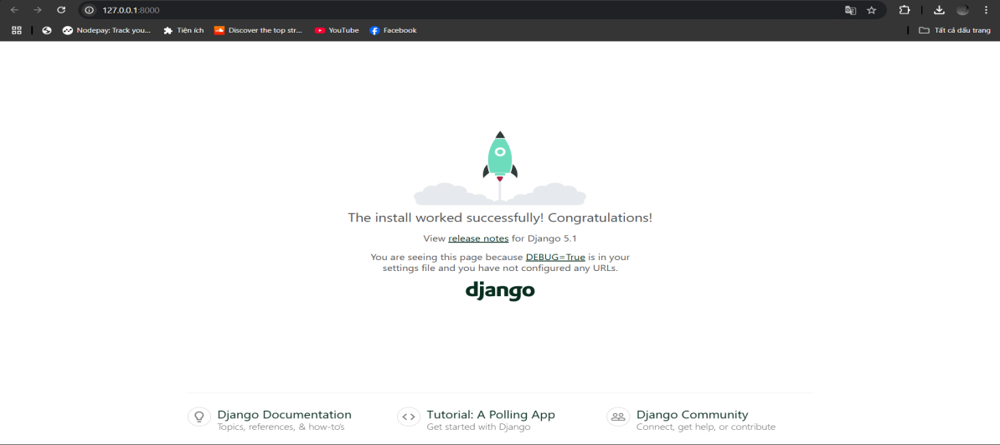 127.0.0.1:8000
Nodepay: Track you...
Tiện ích
Discover the top str...
YouTube
Facebook
Tất cả dấu trang
The install worked successfully! Congratulations!
View release notes for Django 5.1
You are seeing this page because DEBUG=True is in your
settings file and you have not configured any URLs.
django
Django Documentation
Topics, references, & how-to's
Tutorial: A Polling App
Get started with Django
Django Community
Connect, get help, or contribute